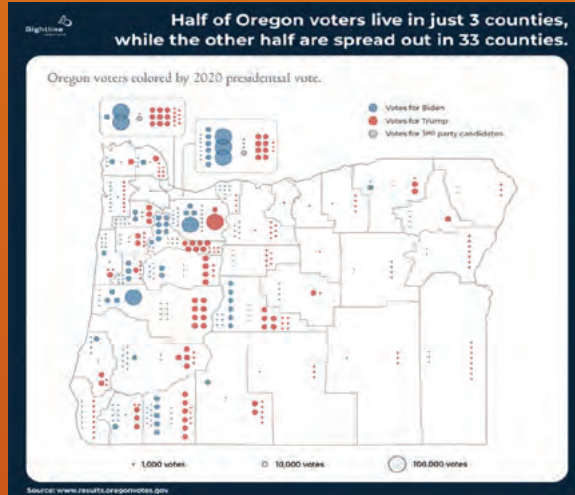 Sightline
INSTITUTE
Half of Oregon voters live in just 3 counties,
while the other half are spread out in 33 counties.
Oregon voters colored by 2020 presidential vote.
Votes for Biden
Votes for Trump
Votes for 3RD party candidates
1,000 votes
10,000 votes
100,000 votes
Source: www.results.oregonvotes.gov